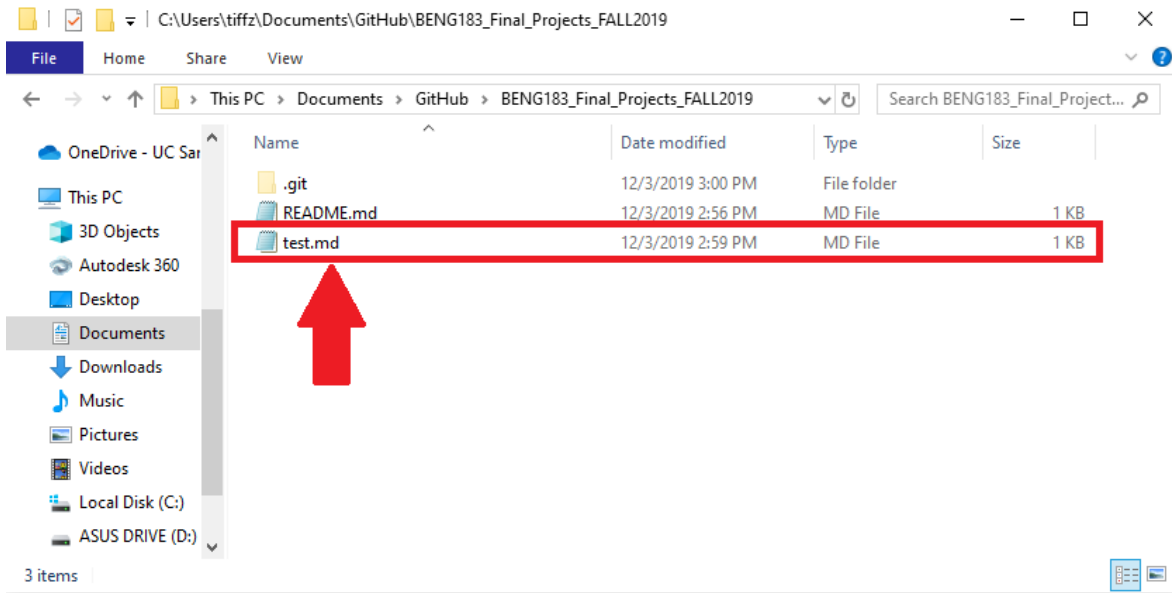 C:\Users\tiffz\Documents\GitHub\BENG183_Final_Projects_FALL2019
File Home Share View
This PC > Documents > GitHub > BENG183_Final_Projects_FALL2019 Search BENG183_Final_Project...
Name Date modified Type Size
.git 12/3/2019 3:00 PM File folder
README.md 12/3/2019 2:56 PM MD File 1 KB
test.md 12/3/2019 2:59 PM MD File 1 KB
OneDrive - UC Sar
This PC
3D Objects
Autodesk 360
Desktop
Documents
Downloads
Music
Pictures
Videos
Local Disk (C:)
ASUS DRIVE (D:)
3 items